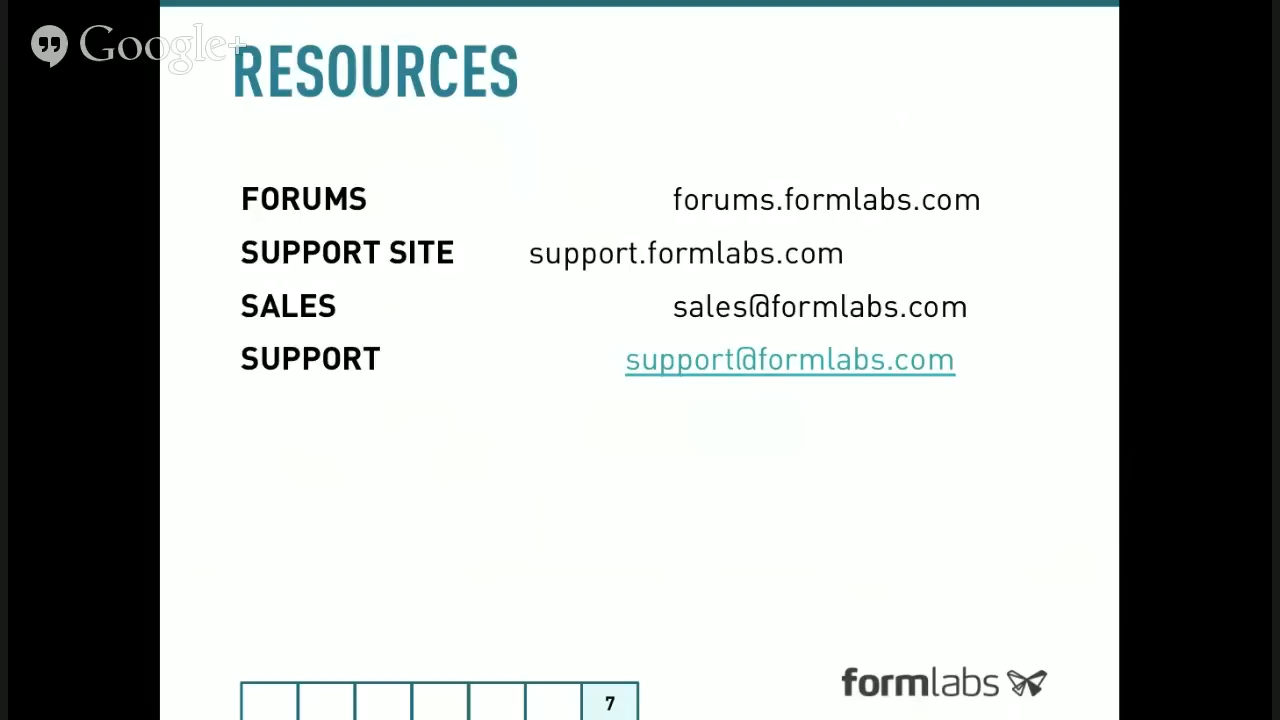 Google+
RESOURCES
FORUMS forums.formlabs.com
SUPPORT SITE support.formlabs.com
SALES sales@formlabs.com
SUPPORT support@formlabs.com
7
formlabs